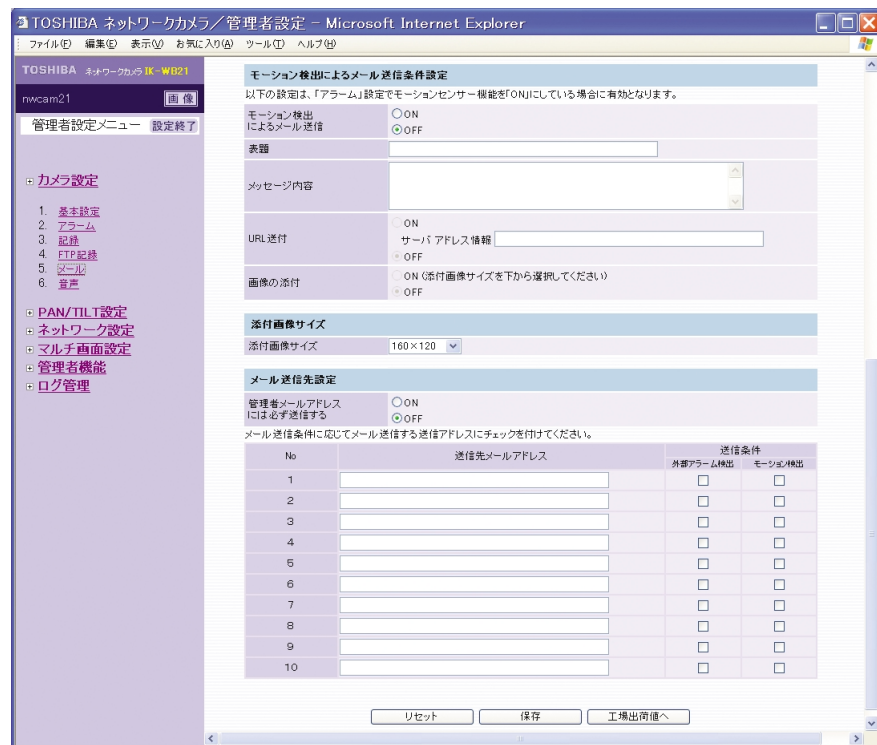 TOSHIBA ネットワークカメラ／管理者設定 - Microsoft Internet Explorer
ファイル(F) 編集(E) 表示(V) お気に入り(A) ツール(T) ヘルプ(H)
TOSHIBA ネットワークカメラ IK-WB21
nwcam21 画像
管理者設定メニュー 設定終了
カメラ設定
1. 基本設定
2. アラーム
3. 記録
4. FTP記録
5. メール
6. 音声
PAN/TILT設定
ネットワーク設定
マルチ画面設定
管理者機能
ログ管理
モーション検出によるメール送信条件設定
以下の設定は、「アラーム」設定でモーションセンサー機能を「ON」にしている場合に有効となります。
モーション検出
によるメール送信
ON
OFF
表題
メッセージ内容
URL送付
ON
サーバ アドレス情報
OFF
画像の添付
ON (添付画像サイズを下から選択してください)
OFF
添付画像サイズ
添付画像サイズ 160×120
メール送信先設定
管理者メールアドレス
には必ず送信する
ON
OFF
メール送信条件に応じてメール送信する送信アドレスにチェックを付けてください。
No 送信先メールアドレス 送信条件
外部アラーム検出 モーション検出
1
2
3
4
5
6
7
8
9
10
リセット 保存 工場出荷値へ